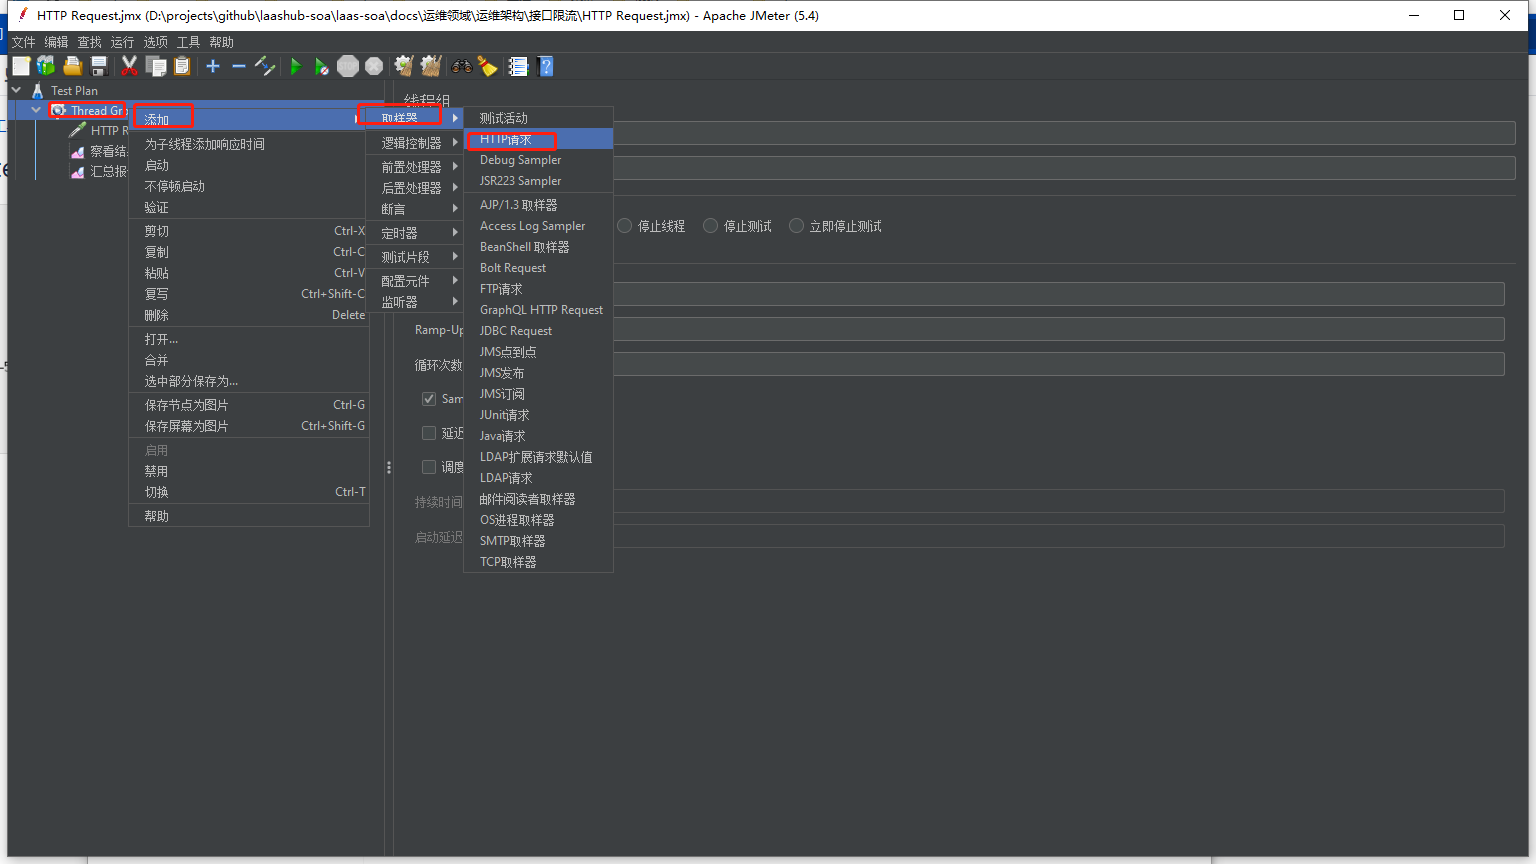 HTTP Request.jmx (D:\projects\github\laashub-soa\laas-soa\docs\运维领域\运维架构\接口限流\HTTP Request.jmx) - Apache JMeter (5.4)
文件 编辑 查找 运行 选项 工具 帮助
Test Plan
Thread Gr
HTTP R
察看结
汇总报
添加
为子线程添加响应时间
启动
不停顿启动
验证
剪切 Ctrl-X
复制 Ctrl-C
粘贴 Ctrl-V
复写 Ctrl+Shift-C
删除 Delete
打开...
合并
选中部分保存为...
保存节点为图片 Ctrl-G
保存屏幕为图片 Ctrl+Shift-G
启用
禁用
切换 Ctrl-T
帮助
取样器
逻辑控制器
前置处理器
后置处理器
断言
定时器
测试片段
配置元件
监听器
测试活动
HTTP请求
Debug Sampler
JSR223 Sampler
AJP/1.3 取样器
Access Log Sampler
BeanShell 取样器
Bolt Request
FTP请求
GraphQL HTTP Request
JDBC Request
JMS点到点
JMS发布
JMS订阅
JUnit请求
Java请求
LDAP扩展请求默认值
LDAP请求
邮件阅读者取样器
OS进程取样器
SMTP取样器
TCP取样器
线程组
停止线程 停止测试 立即停止测试
Ramp-Up
循环次数
Sam
延迟
调度
持续时间
启动延迟